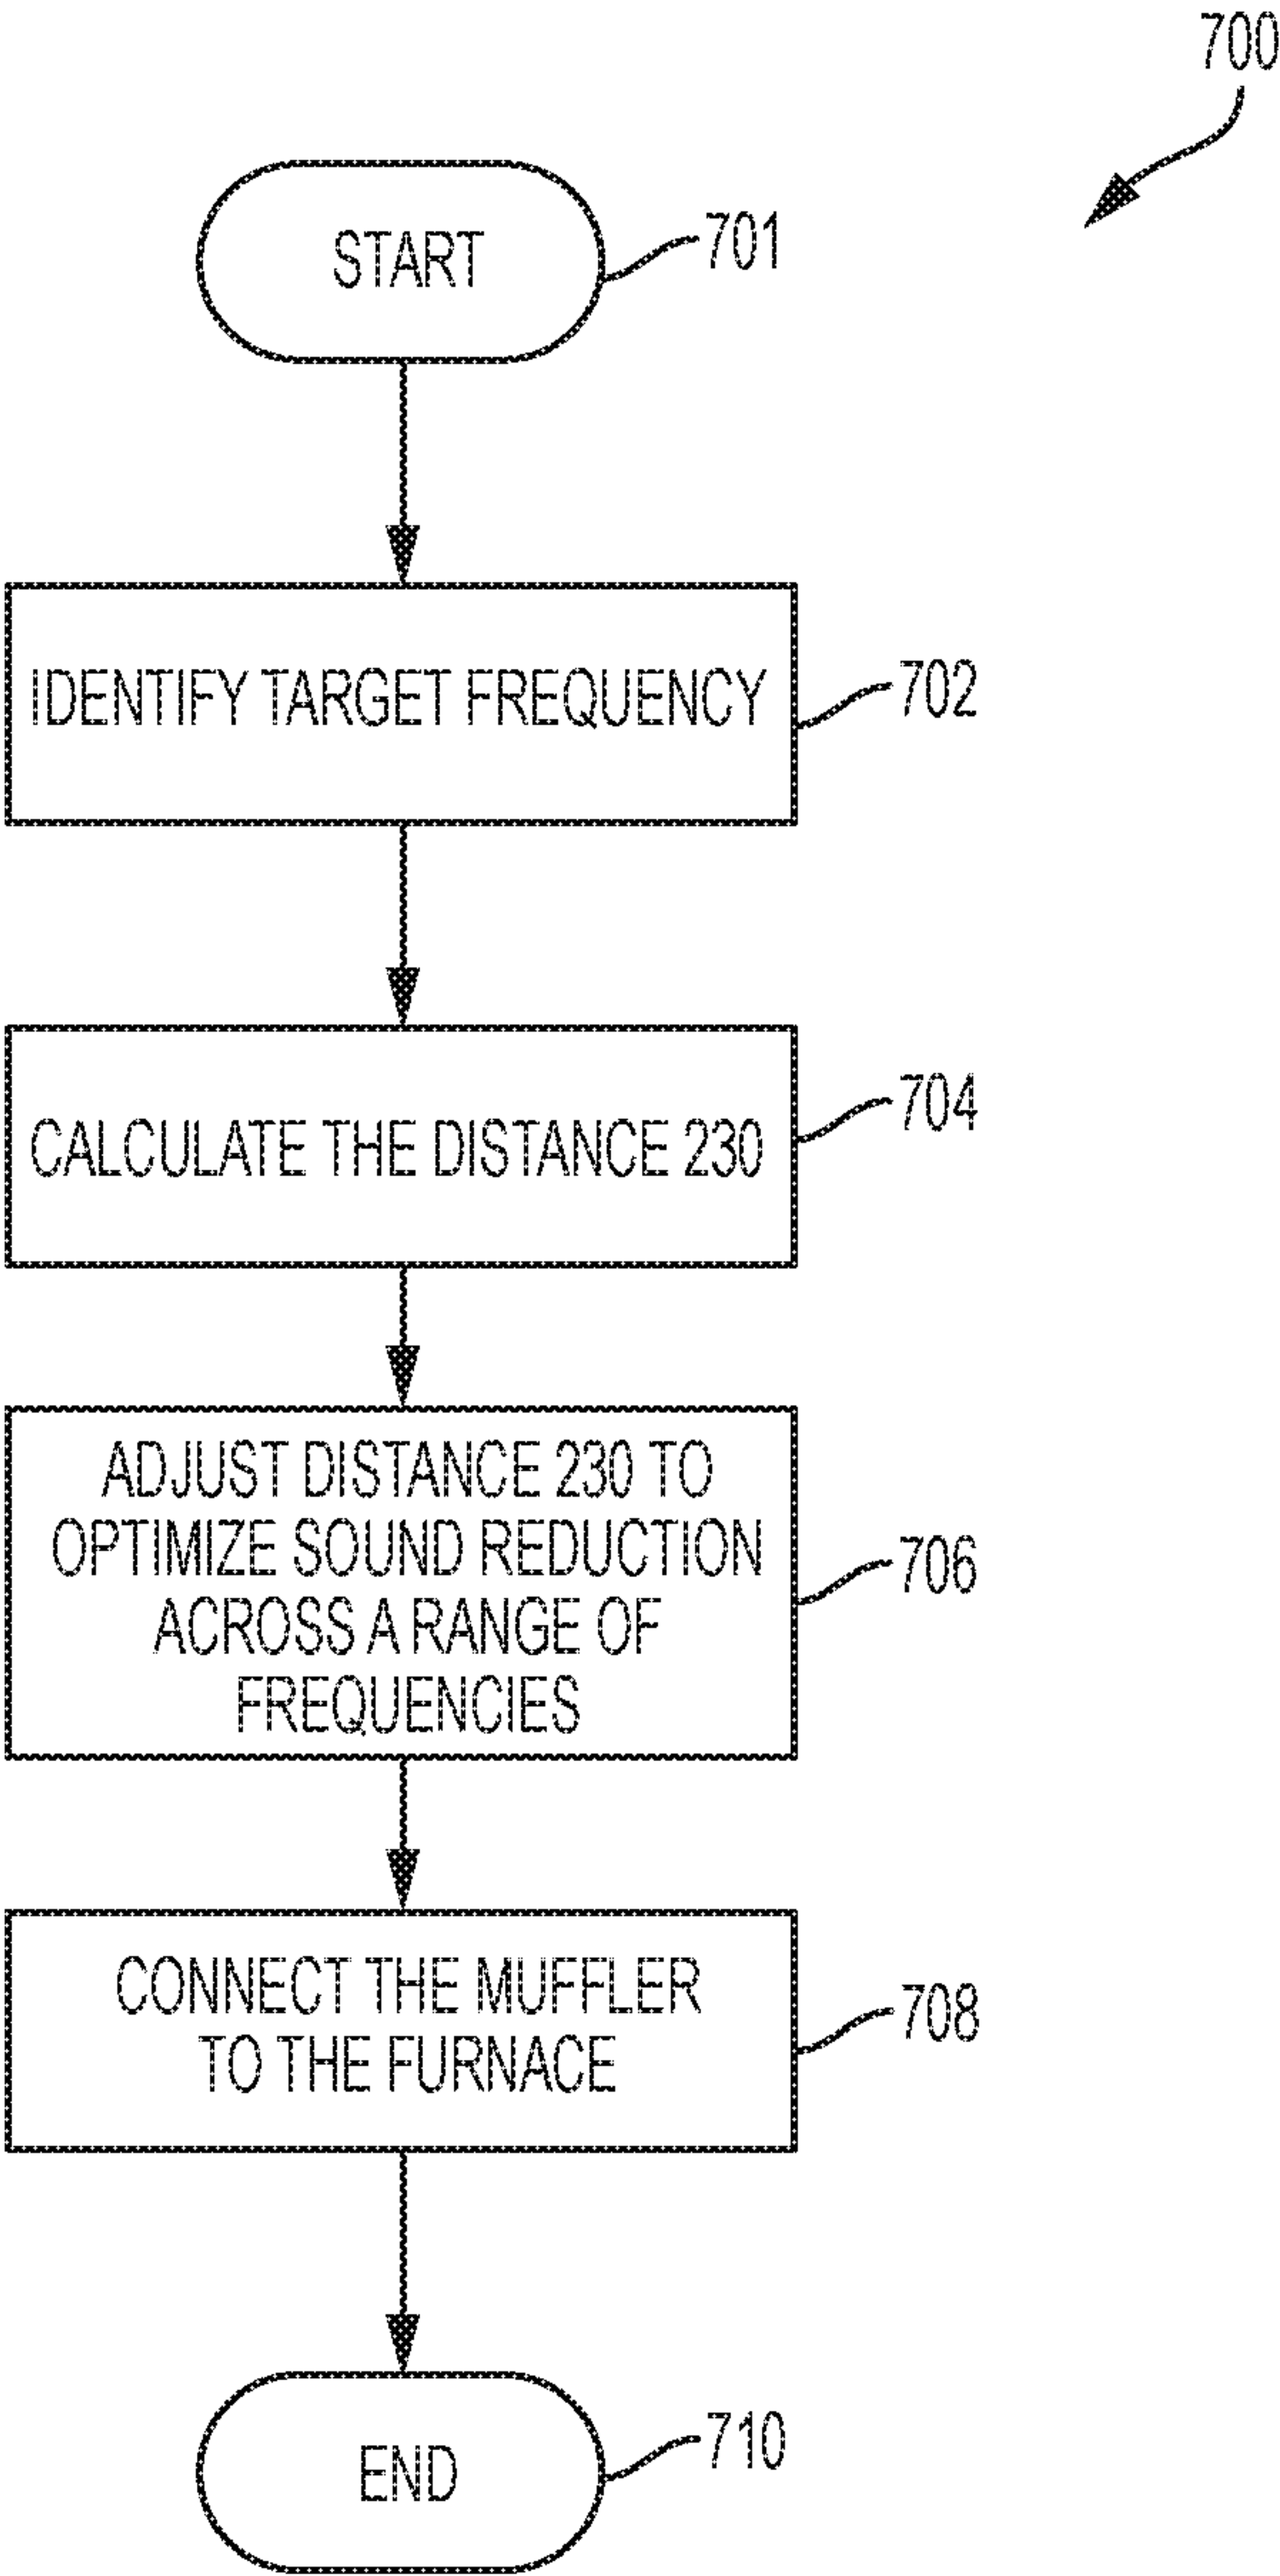 700
START
701
IDENTIFY TARGET FREQUENCY
702
CALCULATE THE DISTANCE 230
704
ADJUST DISTANCE 230 TO
OPTIMIZE SOUND REDUCTION
ACROSS A RANGE OF
FREQUENCIES
706
CONNECT THE MUFFLER
TO THE FURNACE
708
END
710